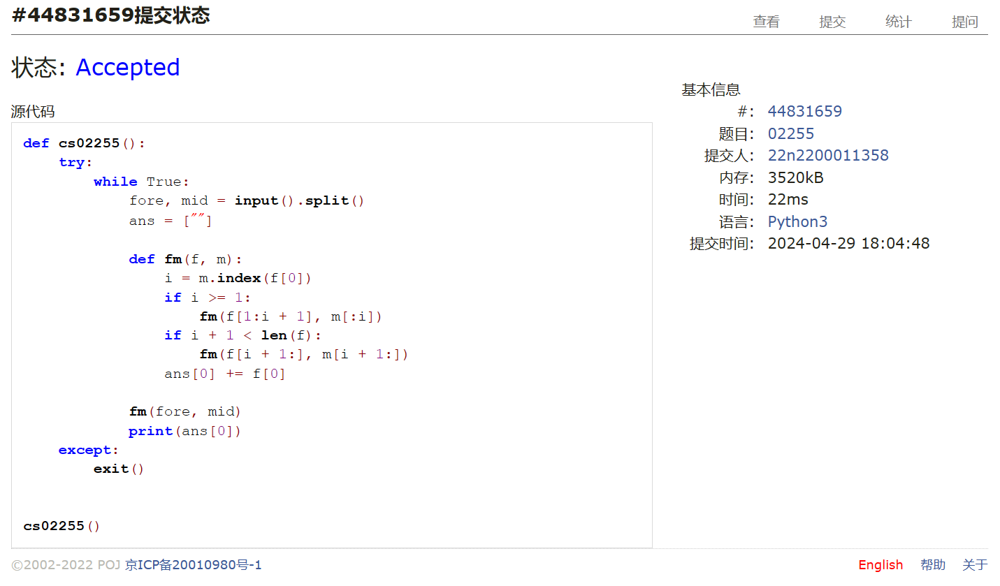 #44831659提交状态
查看 提交 统计 提问
状态: Accepted
源代码
def cs02255():
    try:
        while True:
            fore, mid = input().split()
            ans = [""]

            def fm(f, m):
                i = m.index(f[0])
                if i >= 1:
                    fm(f[1:i + 1], m[:i])
                if i + 1 < len(f):
                    fm(f[i + 1:], m[i + 1:])
                ans[0] += f[0]

            fm(fore, mid)
            print(ans[0])
    except:
        exit()


cs02255()
基本信息
#: 44831659
题目: 02255
提交人: 22n2200011358
内存: 3520kB
时间: 22ms
语言: Python3
提交时间: 2024-04-29 18:04:48
©2002-2022 POJ 京ICP备20010980号-1
English 帮助 关于